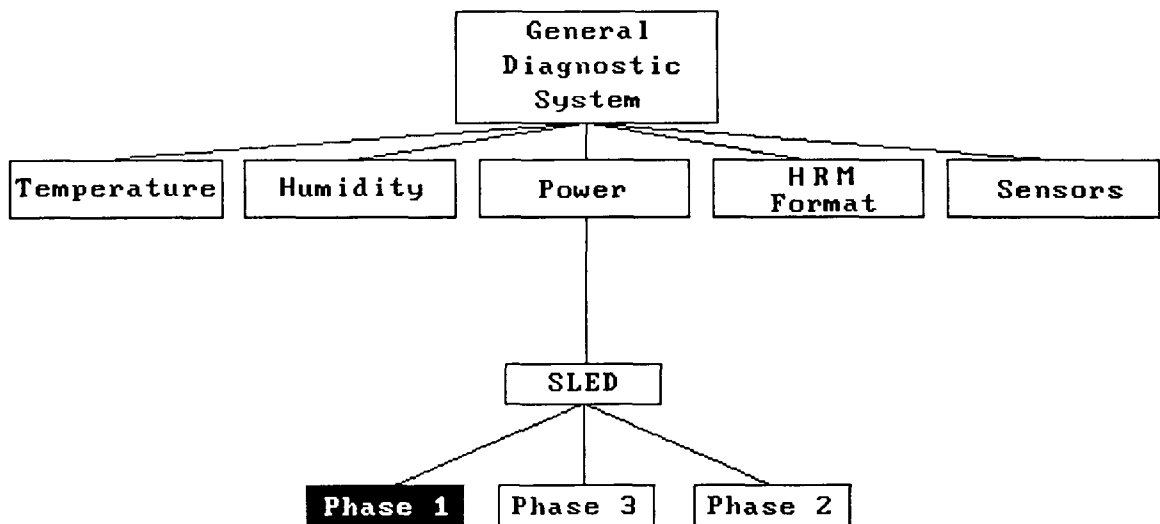 General
Diagnostic
System
Temperature
Humidity
Power
HRM
Format
Sensors
SLED
Phase 1
Phase 3
Phase 2